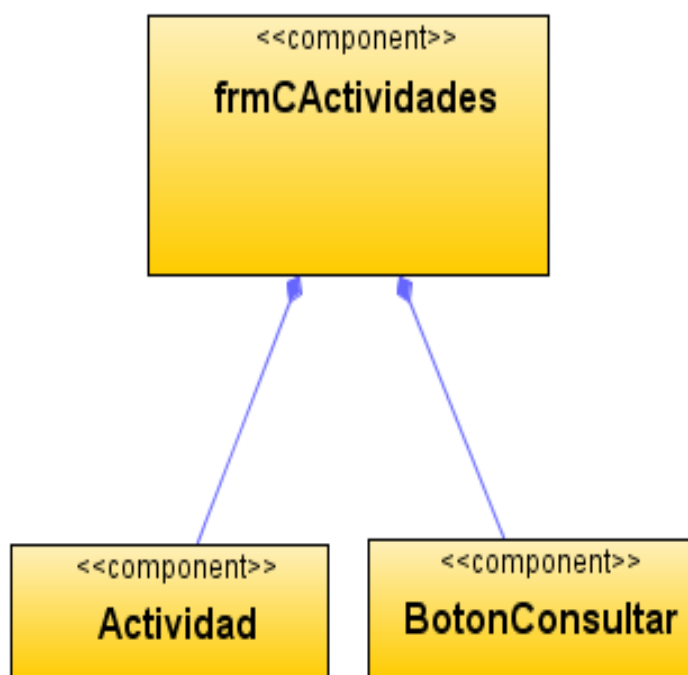 <<component>>
frmCActividades
<<component>>
Actividad
<<component>>
BotonConsultar